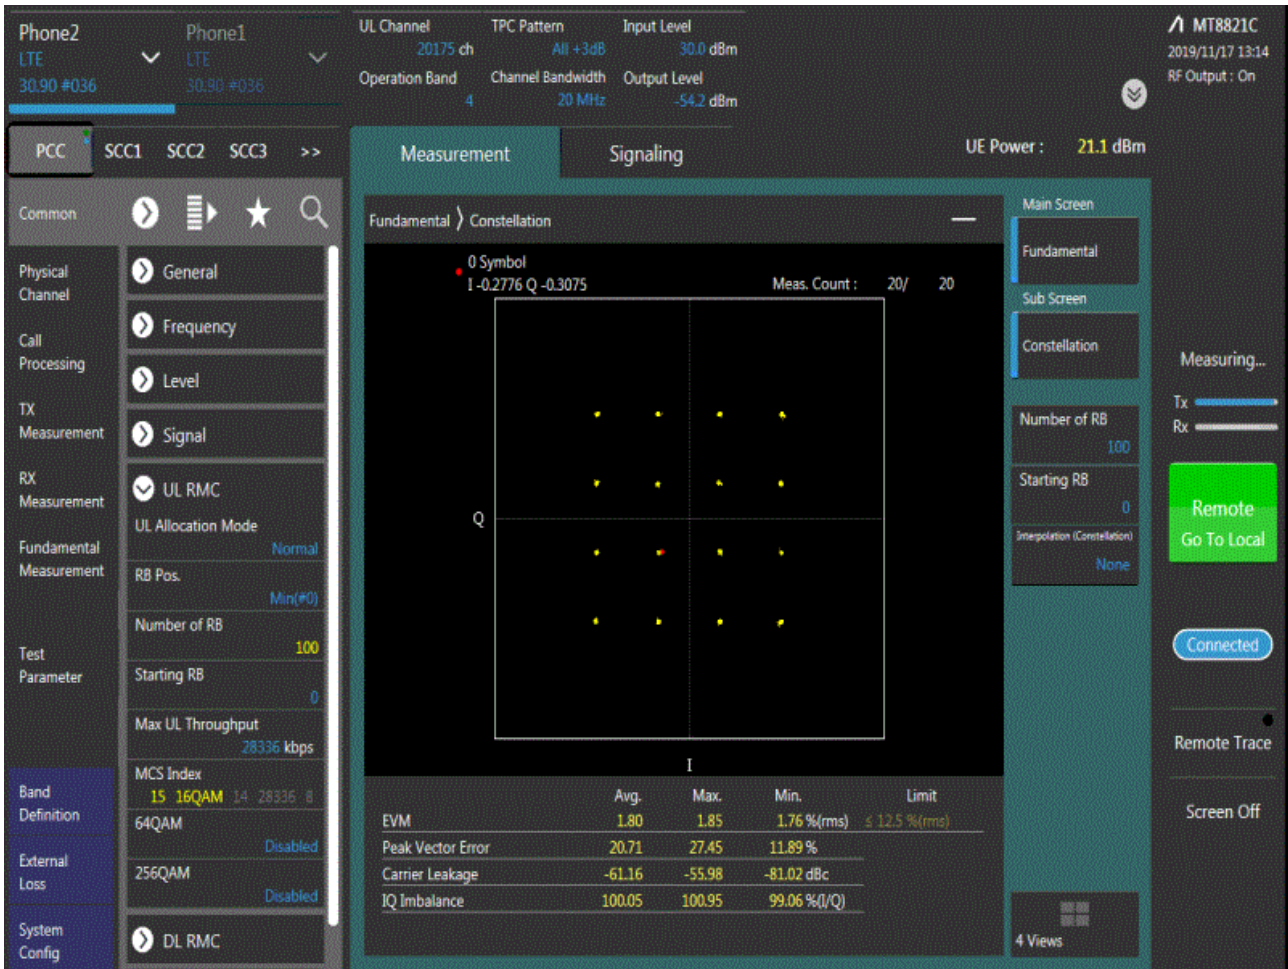 Phone2
LTE
30.90 #036
Phone1
LTE
30.90 #036
UL Channel
20175 ch
TPC Pattern
All +3dB
Input Level
30.0 dBm
Operation Band
4
Channel Bandwidth
20 MHz
Output Level
-54.2 dBm
MT8821C
2019/11/17 13:14
RF Output : On
PCC SCC1 SCC2 SCC3 >>
Measurement
Signaling
UE Power : 21.1 dBm
Common
Physical
Channel
Call
Processing
TX
Measurement
RX
Measurement
Fundamental
Measurement
Test
Parameter
Band
Definition
External
Loss
System
Config
General
Frequency
Level
Signal
UL RMC
UL Allocation Mode
Normal
RB Pos.
Min(#0)
Number of RB
100
Starting RB
0
Max UL Throughput
28336 kbps
MCS Index
15 16QAM 14 28336 8
64QAM
Disabled
256QAM
Disabled
DL RMC
Fundamental 〉 Constellation
0 Symbol
I -0.2776 Q -0.3075
Meas. Count : 20/ 20
Q
I
Avg. Max. Min. Limit
EVM 1.80 1.85 1.76 %(rms) ≤ 12.5 %(rms)
Peak Vector Error 20.71 27.45 11.89 %
Carrier Leakage -61.16 -55.98 -81.02 dBc
IQ Imbalance 100.05 100.95 99.06 %(I/Q)
Main Screen
Fundamental
Sub Screen
Constellation
Number of RB
100
Starting RB
0
Interpolation (Constellation)
None
4 Views
Measuring...
Tx
Rx
Remote
Go To Local
Connected
Remote Trace
Screen Off